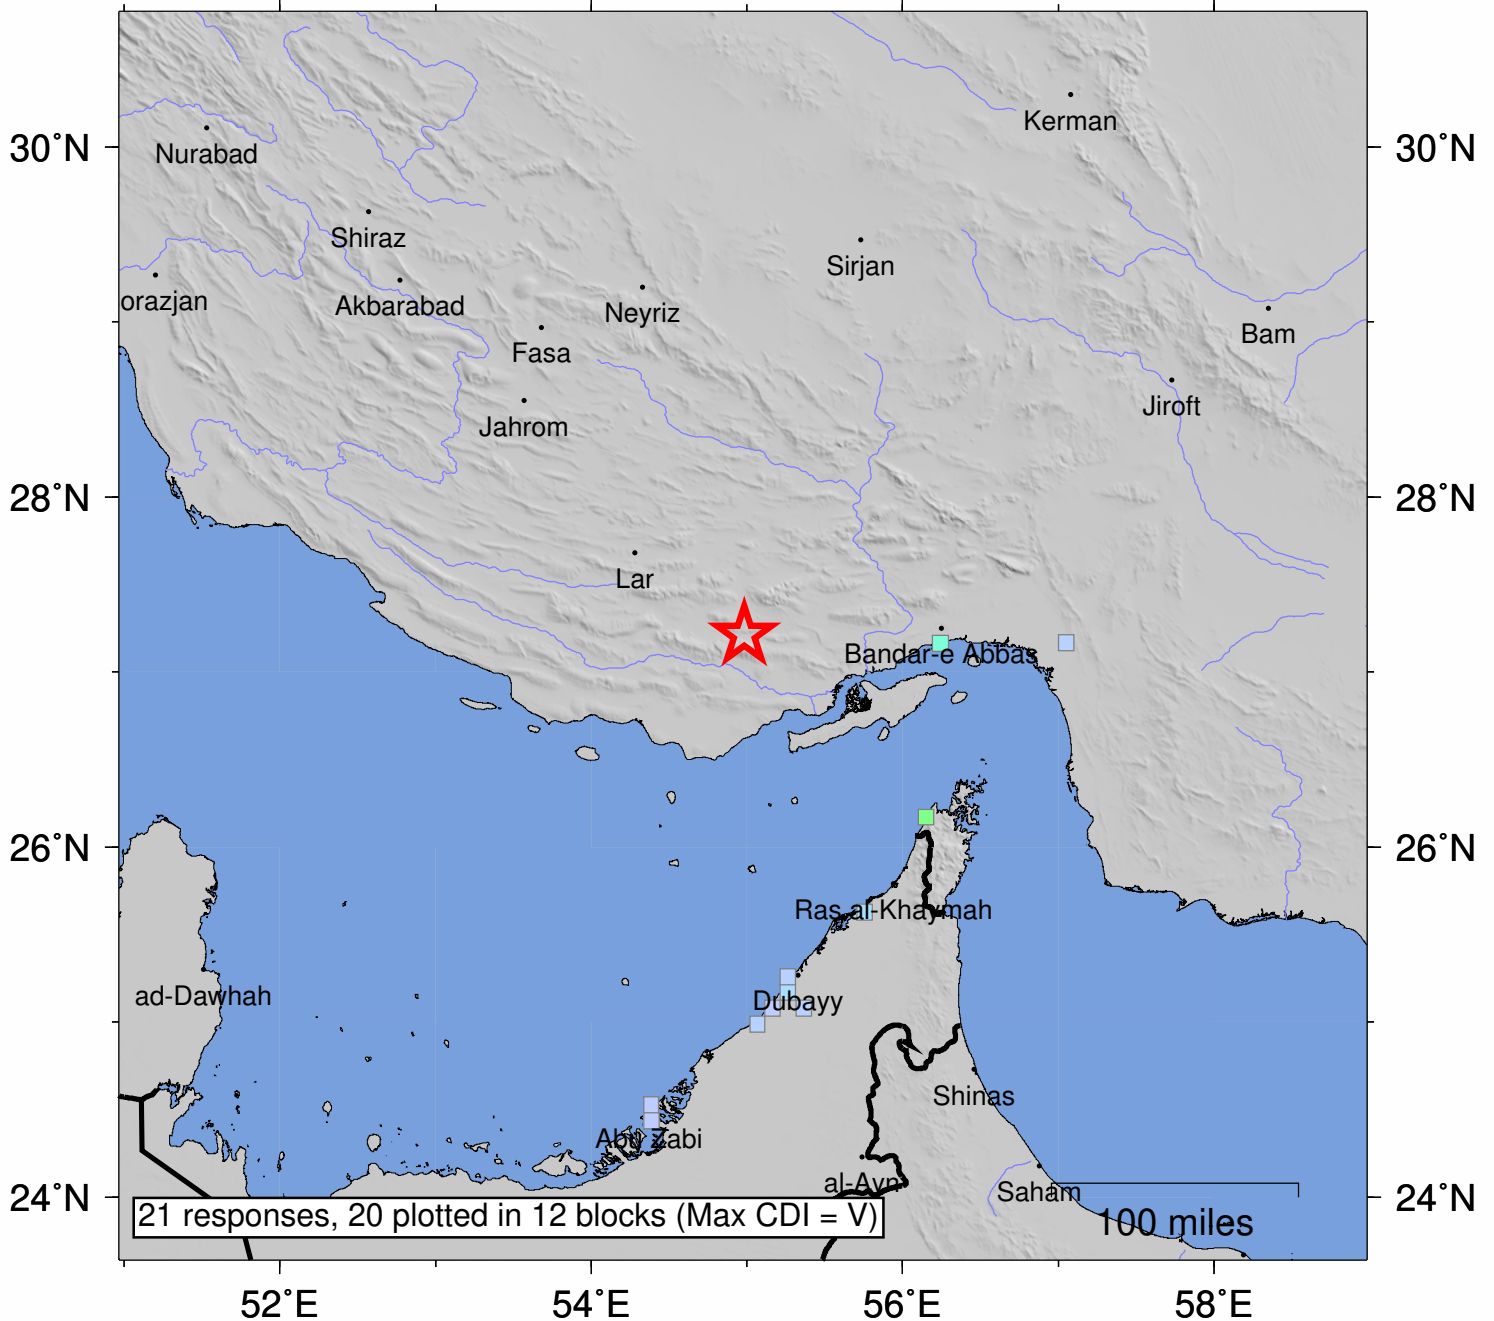 Kerman
30°N
30°N
Nurabad
Shiraz
Sirjan
orazjan
Akbarabad
Neyriz
Bam
Fasa
Jiroft
Jahrom
28°N
28°N
Lar
Bandar-e Abbas
26°N
26°N
Ras al-Khaymah
ad-Dawhah
Dubayy
Shinas
Abu Zabi
al-Ayn
Saham
24°N
24°N
21 responses, 20 plotted in 12 blocks (Max CDI = V)
100 miles
52°E
54°E
56°E
58°E